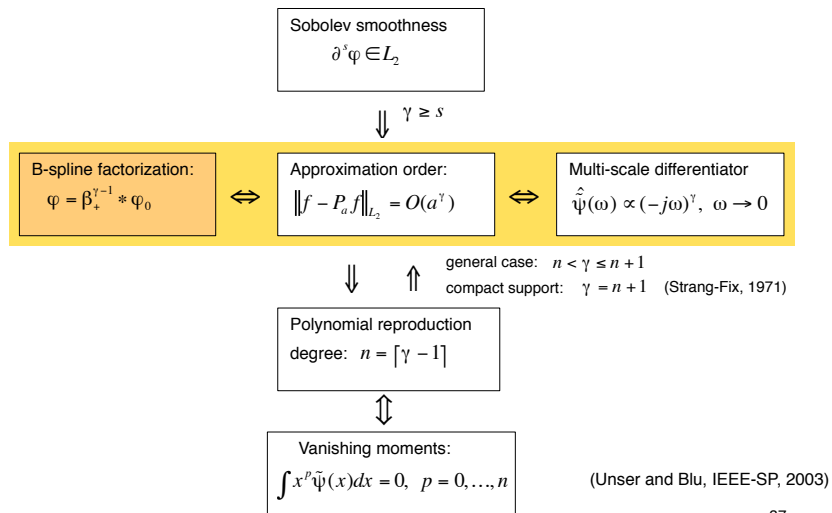 Sobolev smoothness
∂ˢφ ∈ L₂
⇓ γ ≥ s
B-spline factorization:
φ = β₊^{γ−1} * φ₀
⇔
Approximation order:
‖f − Pₐf‖_{L₂} = O(a^γ)
⇔
Multi-scale differentiator
ψ̃̂(ω) ∝ (−jω)^γ, ω → 0
⇓ ⇑
general case: n < γ ≤ n + 1
compact support: γ = n + 1 (Strang-Fix, 1971)
Polynomial reproduction
degree: n = ⌈γ − 1⌉
⇕
Vanishing moments:
∫ x^p ψ̃(x)dx = 0, p = 0,…,n
(Unser and Blu, IEEE-SP, 2003)